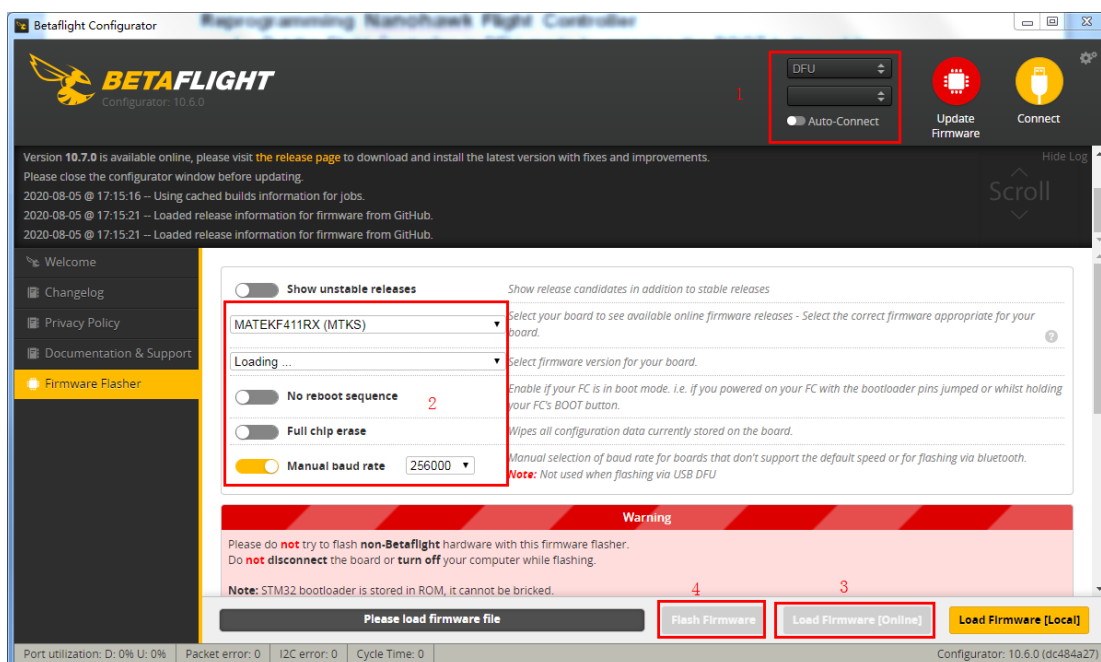 Reprogramming Nanohawk Flight Controller
Betaflight Configurator
BETAFLIGHT
Configurator: 10.6.0
1
DFU
Auto-Connect
Update
Firmware
Connect
Version 10.7.0 is available online, please visit the release page to download and install the latest version with fixes and improvements.
Please close the configurator window before updating.
2020-08-05 @ 17:15:16 -- Using cached builds information for jobs.
2020-08-05 @ 17:15:21 -- Loaded release information for firmware from GitHub.
2020-08-05 @ 17:15:21 -- Loaded release information for firmware from GitHub.
Hide Log
Scroll
Welcome
Changelog
Privacy Policy
Documentation & Support
Firmware Flasher
Show unstable releases
Show release candidates in addition to stable releases
MATEKF411RX (MTKS)
Select your board to see available online firmware releases - Select the correct firmware appropriate for your
board.
Loading ...
Select firmware version for your board.
No reboot sequence
2
Enable if your FC is in boot mode. i.e. if you powered on your FC with the bootloader pins jumped or whilst holding
your FC's BOOT button.
Full chip erase
Wipes all configuration data currently stored on the board.
Manual baud rate
256000
Manual selection of baud rate for boards that don't support the default speed or for flashing via bluetooth.
Note: Not used when flashing via USB DFU
Warning
Please do not try to flash non-Betaflight hardware with this firmware flasher.
Do not disconnect the board or turn off your computer while flashing.
Note: STM32 bootloader is stored in ROM, it cannot be bricked.
4
3
Please load firmware file
Flash Firmware
Load Firmware [Online]
Load Firmware [Local]
Port utilization: D: 0% U: 0%
Packet error: 0
I2C error: 0
Cycle Time: 0
Configurator: 10.6.0 (dc484a27)